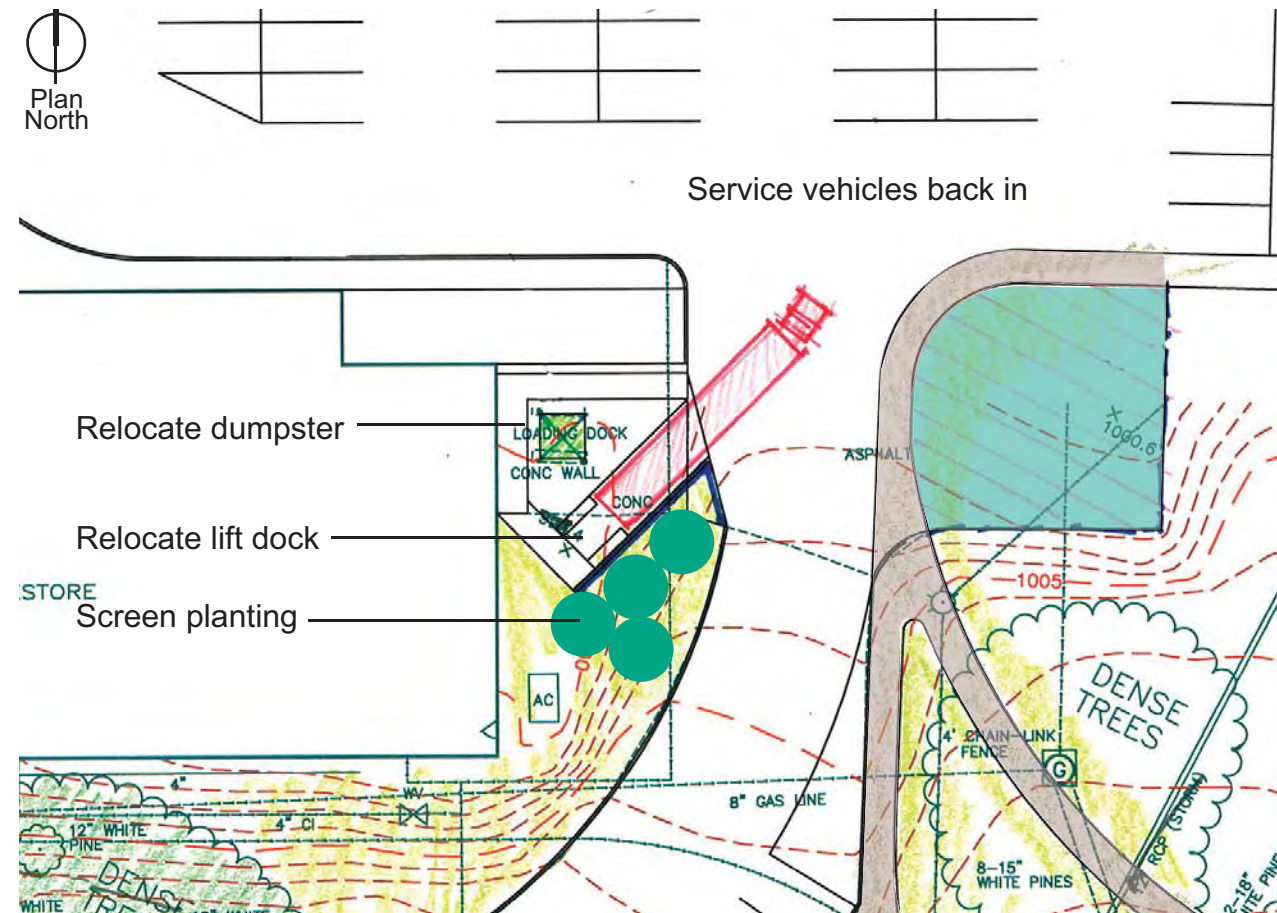 Plan
North
Service vehicles back in
Relocate dumpster
LOADING DOCK
CONC WALL
CONC
ASPHALT
1000.6
Relocate lift dock
1005
STORE
Screen planting
AC
DENSE
TREES
4' CHAIN-LINK
FENCE
G
8" GAS LINE
RCP (STORM)
WV
4"
4" CI
12" WHITE
PINE
8-15"
WHITE PINES
WHITE